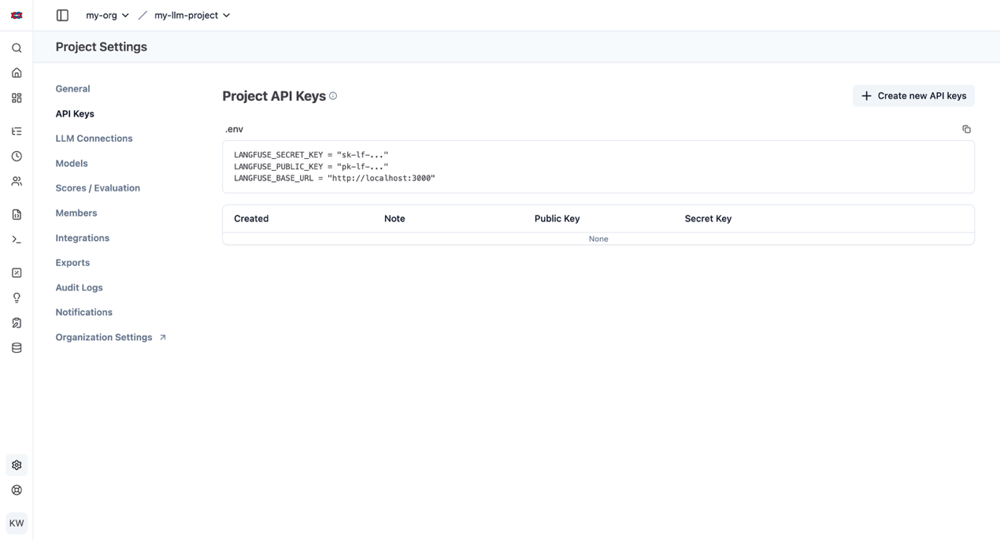 my-org / my-llm-project
Project Settings
General
API Keys
LLM Connections
Models
Scores / Evaluation
Members
Integrations
Exports
Audit Logs
Notifications
Organization Settings
Project API Keys
Create new API keys
.env
LANGFUSE_SECRET_KEY = "sk-lf-..."
LANGFUSE_PUBLIC_KEY = "pk-lf-..."
LANGFUSE_BASE_URL = "http://localhost:3000"
Created Note Public Key Secret Key
None
KW